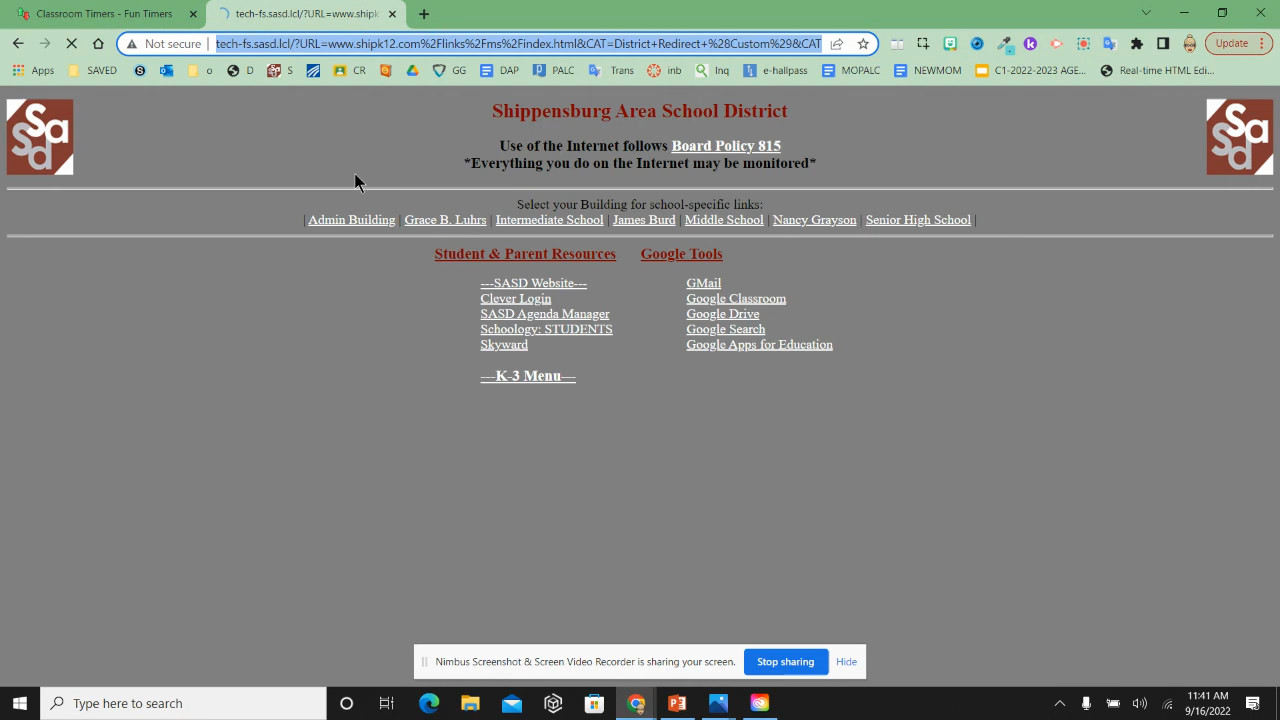 Classroom Timers - Fun Timers
tech-fs.sasd.lcl/?URL=www.shipk
Not secure
tech-fs.sasd.lcl/?URL=www.shipk12.com%2Flinks%2Fms%2Findex.html&CAT=District+Redirect+%28Custom%29&CAT
Update
Apps SAVED o D S CR GG DAP PALC Trans inb Inq e-hallpass MOPALC NEWMOM C1-2022-2023 AGE... Real-time HTML Edi...
Sa sd
Shippensburg Area School District
Sa sd
Use of the Internet follows Board Policy 815
*Everything you do on the Internet may be monitored*
Select your Building for school-specific links:
| Admin Building | Grace B. Luhrs | Intermediate School | James Burd | Middle School | Nancy Grayson | Senior High School |
Student & Parent Resources Google Tools
---SASD Website--- GMail
Clever Login Google Classroom
SASD Agenda Manager Google Drive
Schoology: STUDENTS Google Search
Skyward Google Apps for Education
---K-3 Menu---
Nimbus Screenshot & Screen Video Recorder is sharing your screen. Stop sharing Hide
Type here to search
11:41 AM
9/16/2022